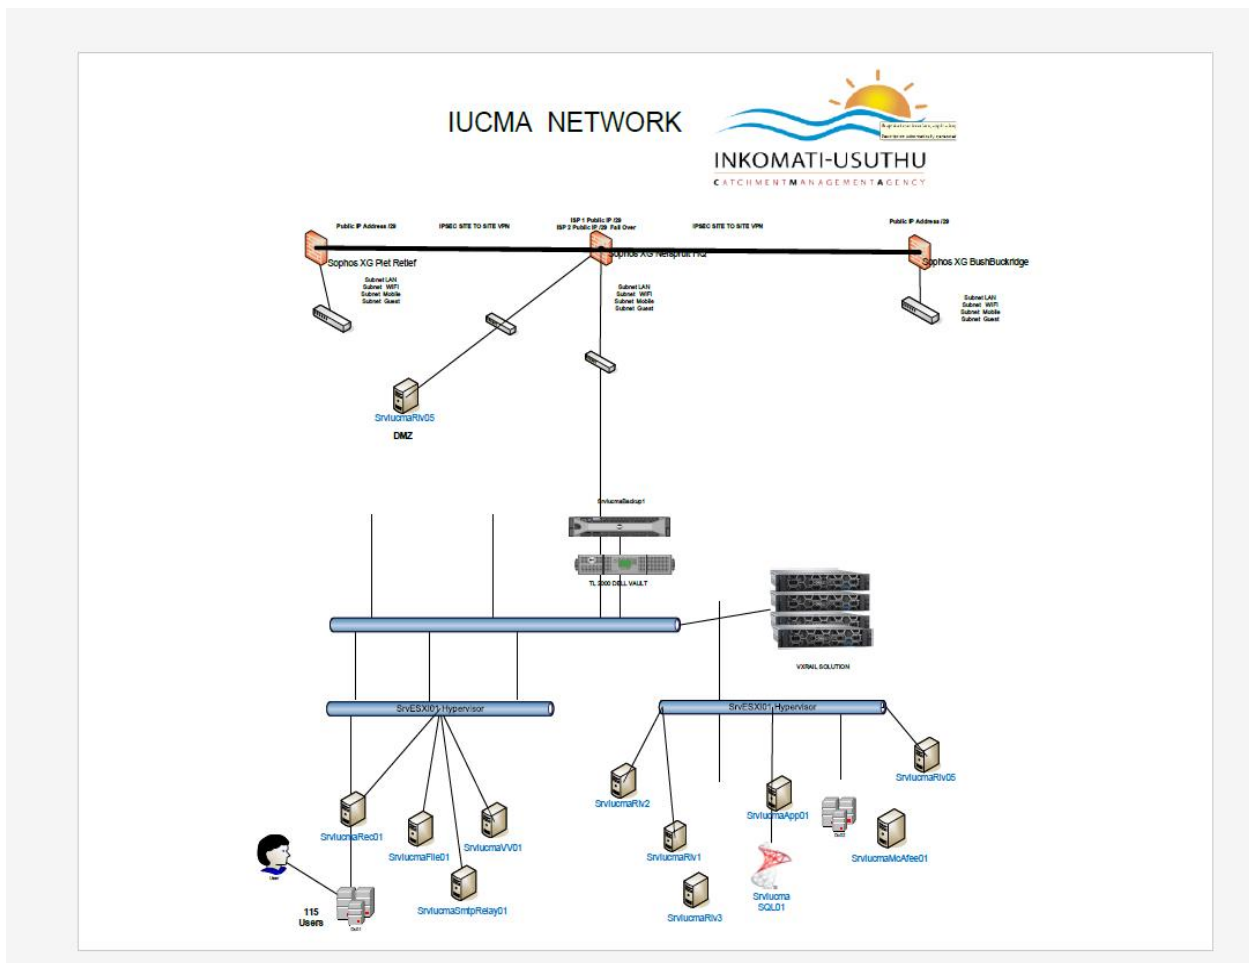 IUCMA NETWORK
INKOMATI-USUTHU
CATCHMENT MANAGEMENT AGENCY
Public IP Address /29
IPSEC SITE TO SITE VPN
ISP 1 Public IP /29
ISP 2 Public IP /29 Fail Over
IPSEC SITE TO SITE VPN
Public IP Address /29
Sophos XG Piet Retief
Sophos XG Nelspruit HQ
Sophos XG BushBuckridge
Subnet LAN
Subnet WIFI
Subnet Mobile
Subnet Guest
Subnet LAN
Subnet WIFI
Subnet Mobile
Subnet Guest
Subnet LAN
Subnet WIFI
Subnet Mobile
Subnet Guest
SrvIucmaRiv05
DMZ
SrvIucmaBackup1
TL 2000 DELL VAULT
VXRAIL SOLUTION
SrvESXI01 Hypervisor
SrvESXI01 Hypervisor
SrvIucmaRiv05
SrvIucmaRiv2
SrvIucmaApp01
SrvIucmaRec01
SrvIucmaFile01
SrvIucmaVV01
SrvIucmaRiv1
SrvIucmaMcAfee01
User
115
Users
SrvIucmaSmtpRelay01
SrvIucma
SQL01
SrvIucmaRiv3